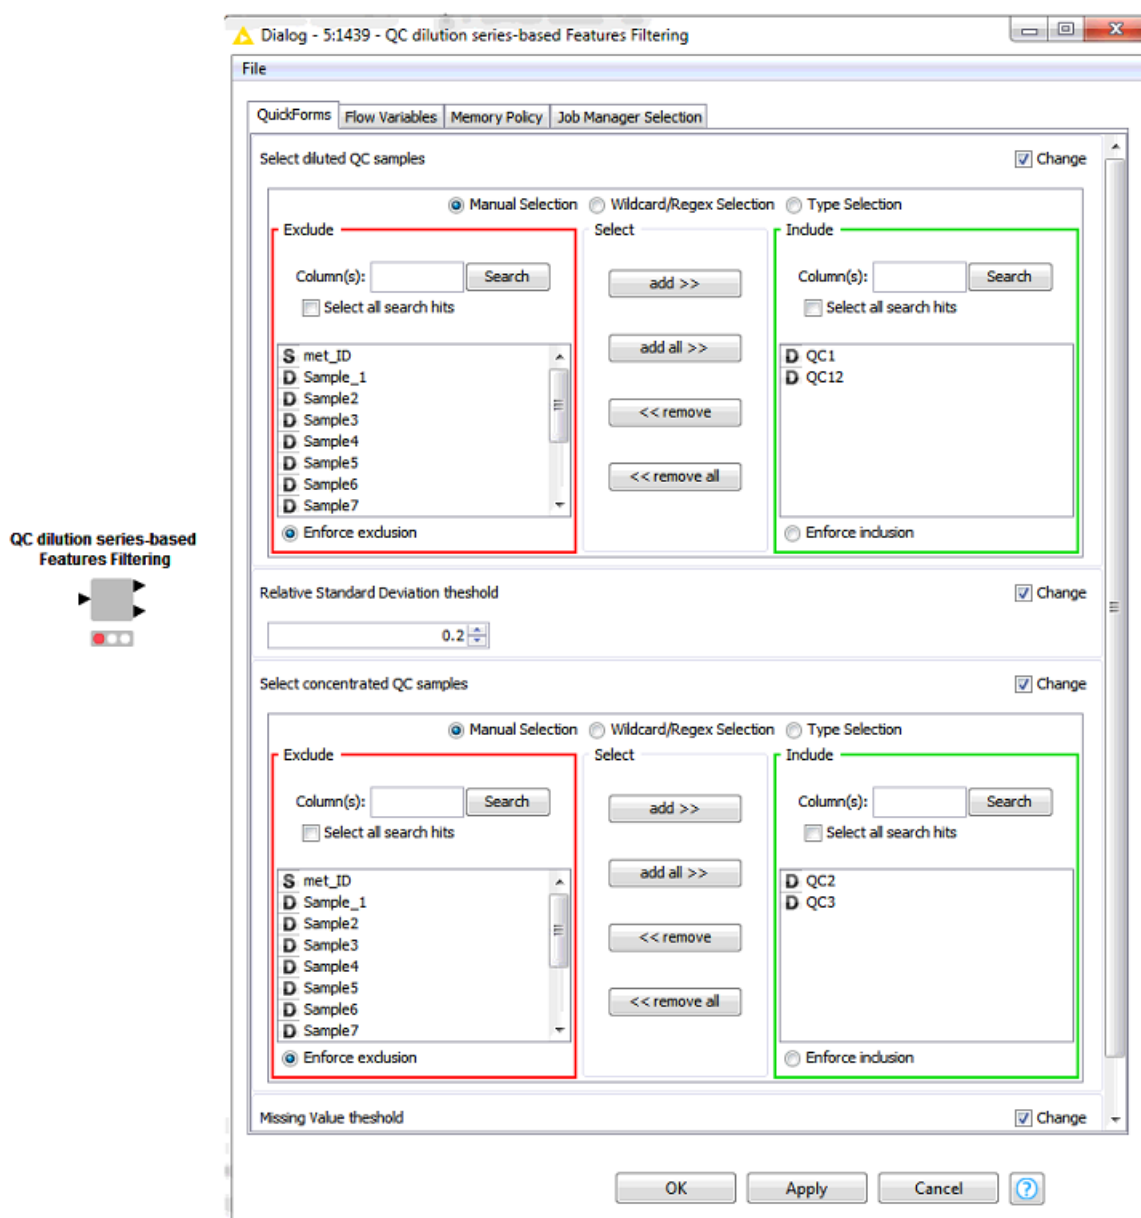 Dialog - 5:1439 - QC dilution series-based Features Filtering
File
QuickForms Flow Variables Memory Policy Job Manager Selection
Select diluted QC samples Change
Manual Selection Wildcard/Regex Selection Type Selection
Exclude Select Include
Column(s): Search add >> Column(s): Search
Select all search hits Select all search hits
add all >>
S met_ID D QC1
D Sample_1 D QC12
D Sample2
D Sample3 << remove
D Sample4
D Sample5
D Sample6 << remove all
D Sample7
Enforce exclusion Enforce inclusion
QC dilution series-based
Features Filtering
Relative Standard Deviation theshold Change
0.2
Select concentrated QC samples Change
Manual Selection Wildcard/Regex Selection Type Selection
Exclude Select Include
Column(s): Search add >> Column(s): Search
Select all search hits Select all search hits
add all >>
S met_ID D QC2
D Sample_1 D QC3
D Sample2
D Sample3 << remove
D Sample4
D Sample5
D Sample6 << remove all
D Sample7
Enforce exclusion Enforce inclusion
Missing Value theshold Change
OK Apply Cancel ?